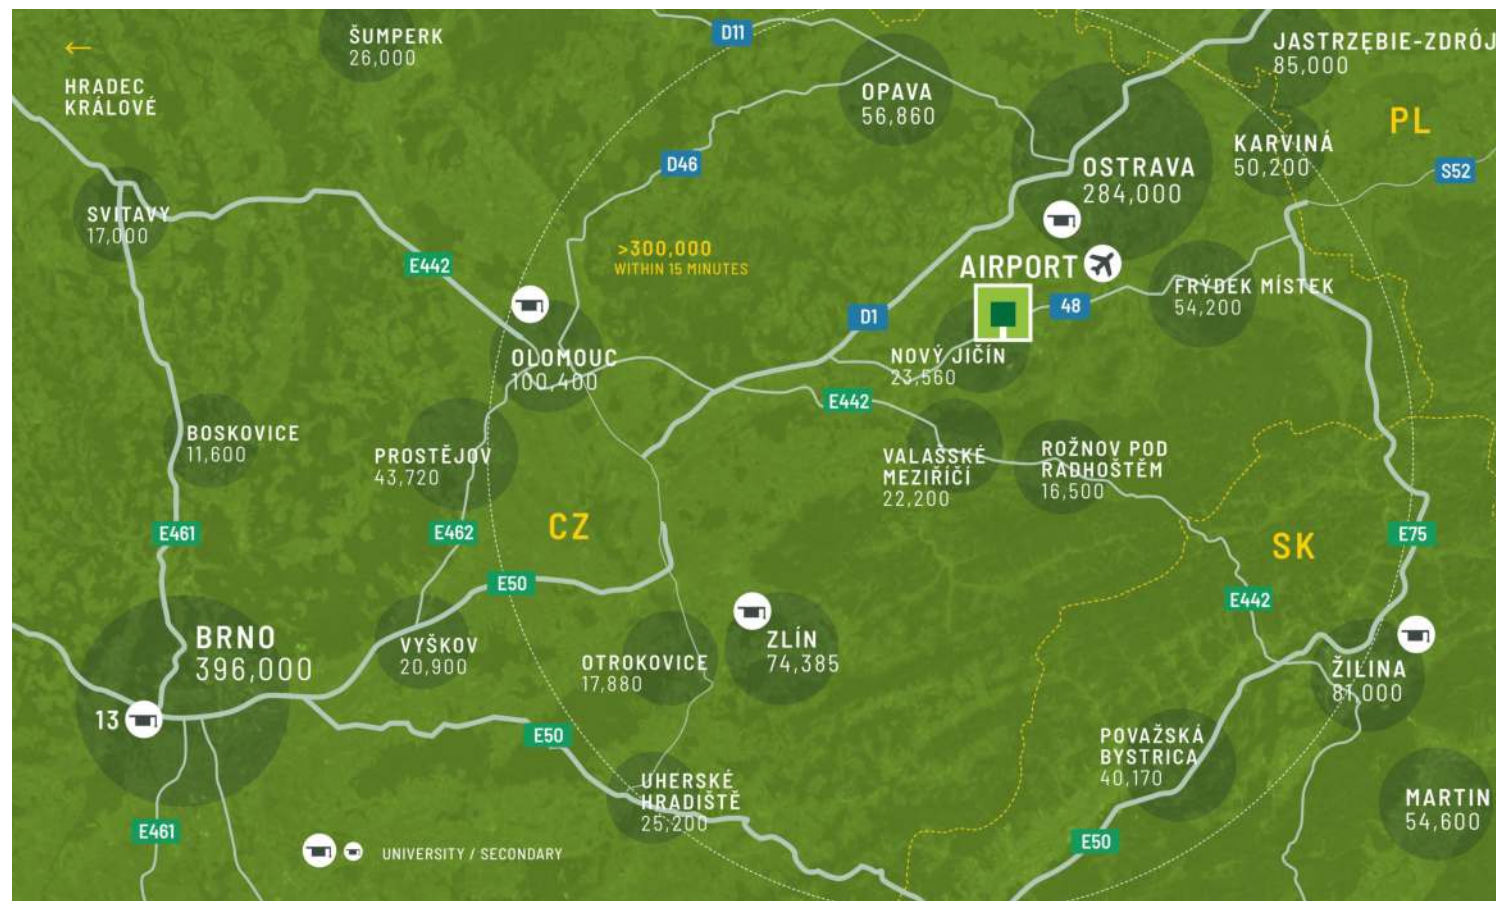 D11
ŠUMPERK
26,000
JASTRZĘBIE-ZDRÓJ
85,000
HRADEC
KRÁLOVÉ
OPAVA
56,860
PL
KARVINÁ
50,200
D46
OSTRAVA
284,000
S52
SVITAVY
17,000
>300,000
WITHIN 15 MINUTES
E442
AIRPORT
FRÝDEK MÍSTEK
54,200
48
D1
OLOMOUC
100,400
NOVÝ JIČÍN
23,560
E442
BOSKOVICE
11,600
PROSTĚJOV
43,720
VALAŠSKÉ
MEZIŘÍČÍ
22,200
ROŽNOV POD
RADHOŠTĚM
16,500
E461
E462
CZ
SK
E75
E50
E442
BRNO
396,000
VYŠKOV
20,900
OTROKOVICE
17,880
ZLÍN
74,385
ŽILINA
81,000
13
E50
POVAŽSKÁ
BYSTRICA
40,170
UHERSKÉ
HRADIŠTĚ
25,200
MARTIN
54,600
E461
E50
UNIVERSITY / SECONDARY